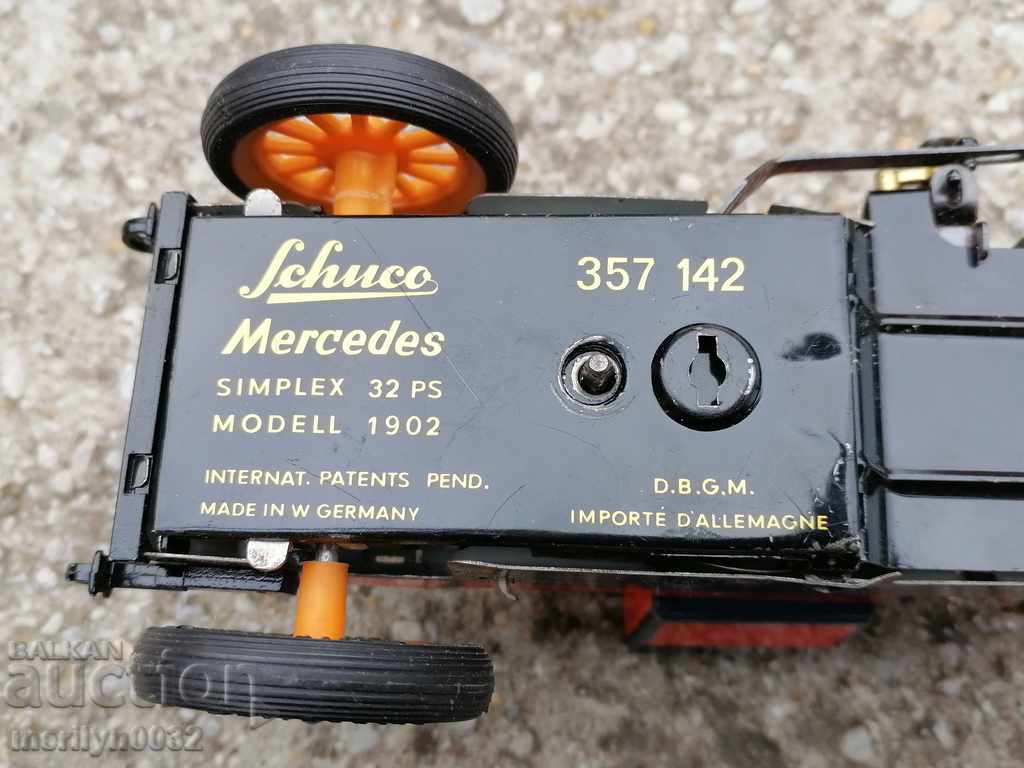 Schuco
Mercedes
SIMPLEX 32 PS
MODELL 1902
INTERNAT. PATENTS PEND.
MADE IN W GERMANY
357 142
D.B.G.M.
IMPORTÉ D'ALLEMAGNE
BALKAN
auction
merilyn0032